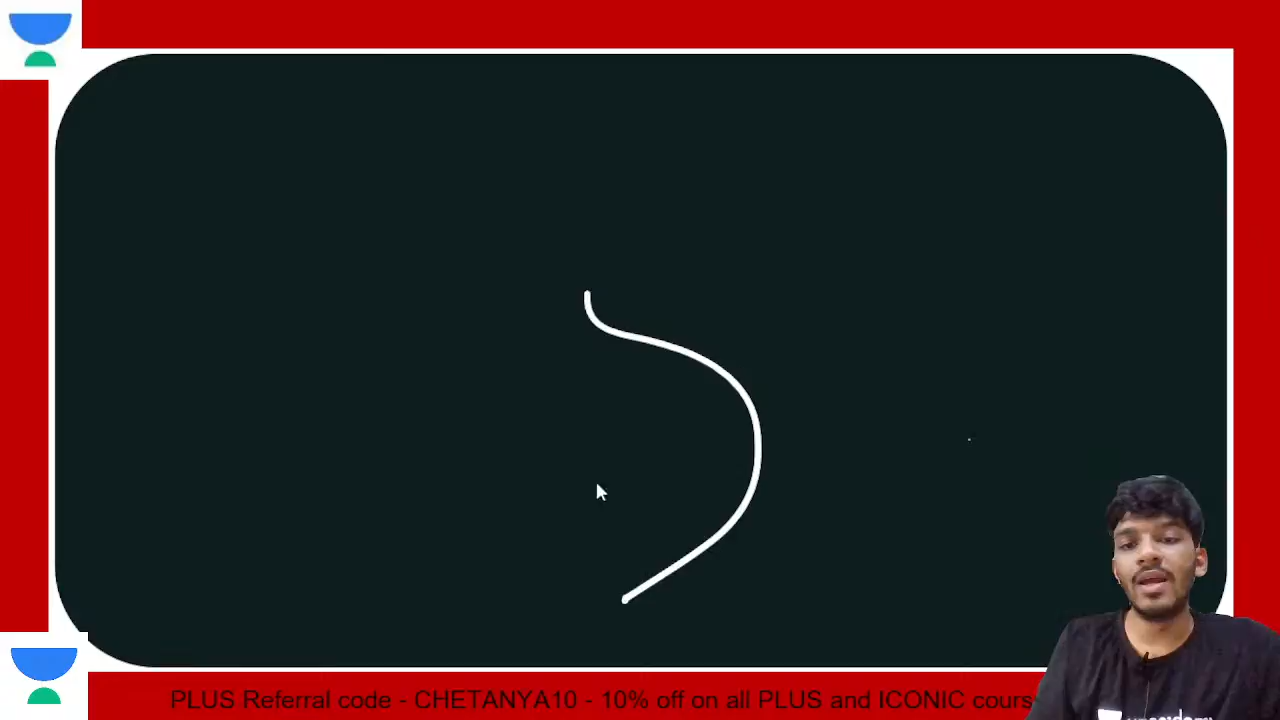 PLUS Referral code - CHETANYA10 - 10% off on all PLUS and ICONIC cours